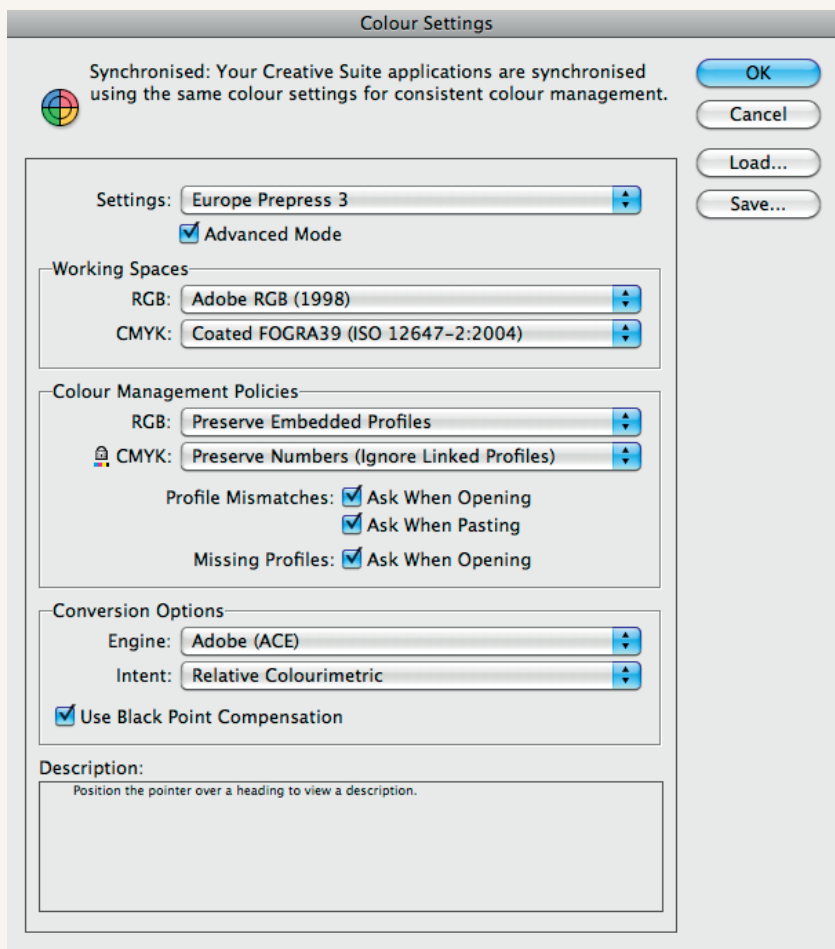 Colour Settings
Synchronised: Your Creative Suite applications are synchronised
using the same colour settings for consistent colour management.
OK
Cancel
Load...
Save...
Settings: Europe Prepress 3
Advanced Mode
Working Spaces
RGB: Adobe RGB (1998)
CMYK: Coated FOGRA39 (ISO 12647-2:2004)
Colour Management Policies
RGB: Preserve Embedded Profiles
CMYK: Preserve Numbers (Ignore Linked Profiles)
Profile Mismatches: Ask When Opening
Ask When Pasting
Missing Profiles: Ask When Opening
Conversion Options
Engine: Adobe (ACE)
Intent: Relative Colourimetric
Use Black Point Compensation
Description:
Position the pointer over a heading to view a description.